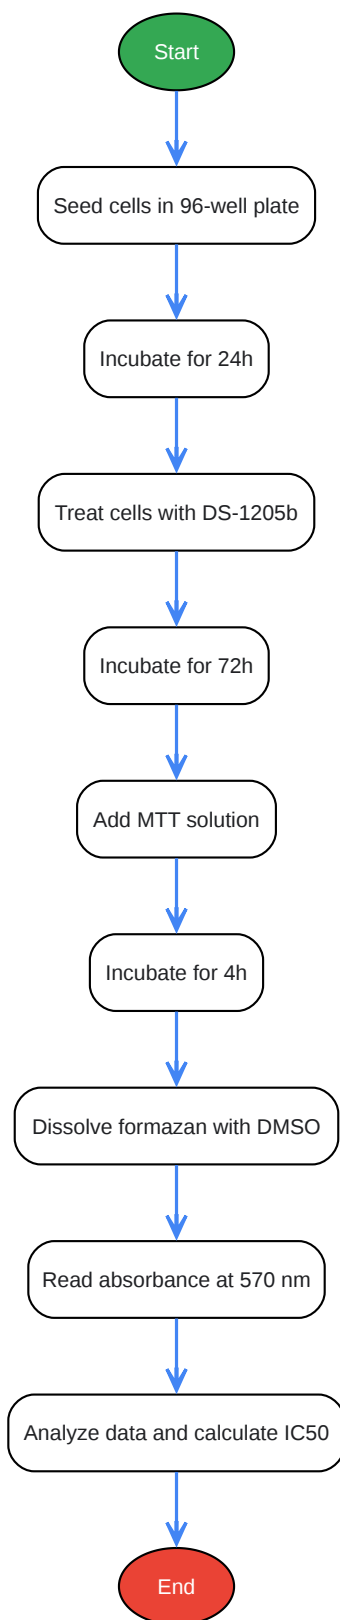 Start
Seed cells in 96-well plate
Incubate for 24h
Treat cells with DS-1205b
Incubate for 72h
Add MTT solution
Incubate for 4h
Dissolve formazan with DMSO
Read absorbance at 570 nm
Analyze data and calculate IC50
End